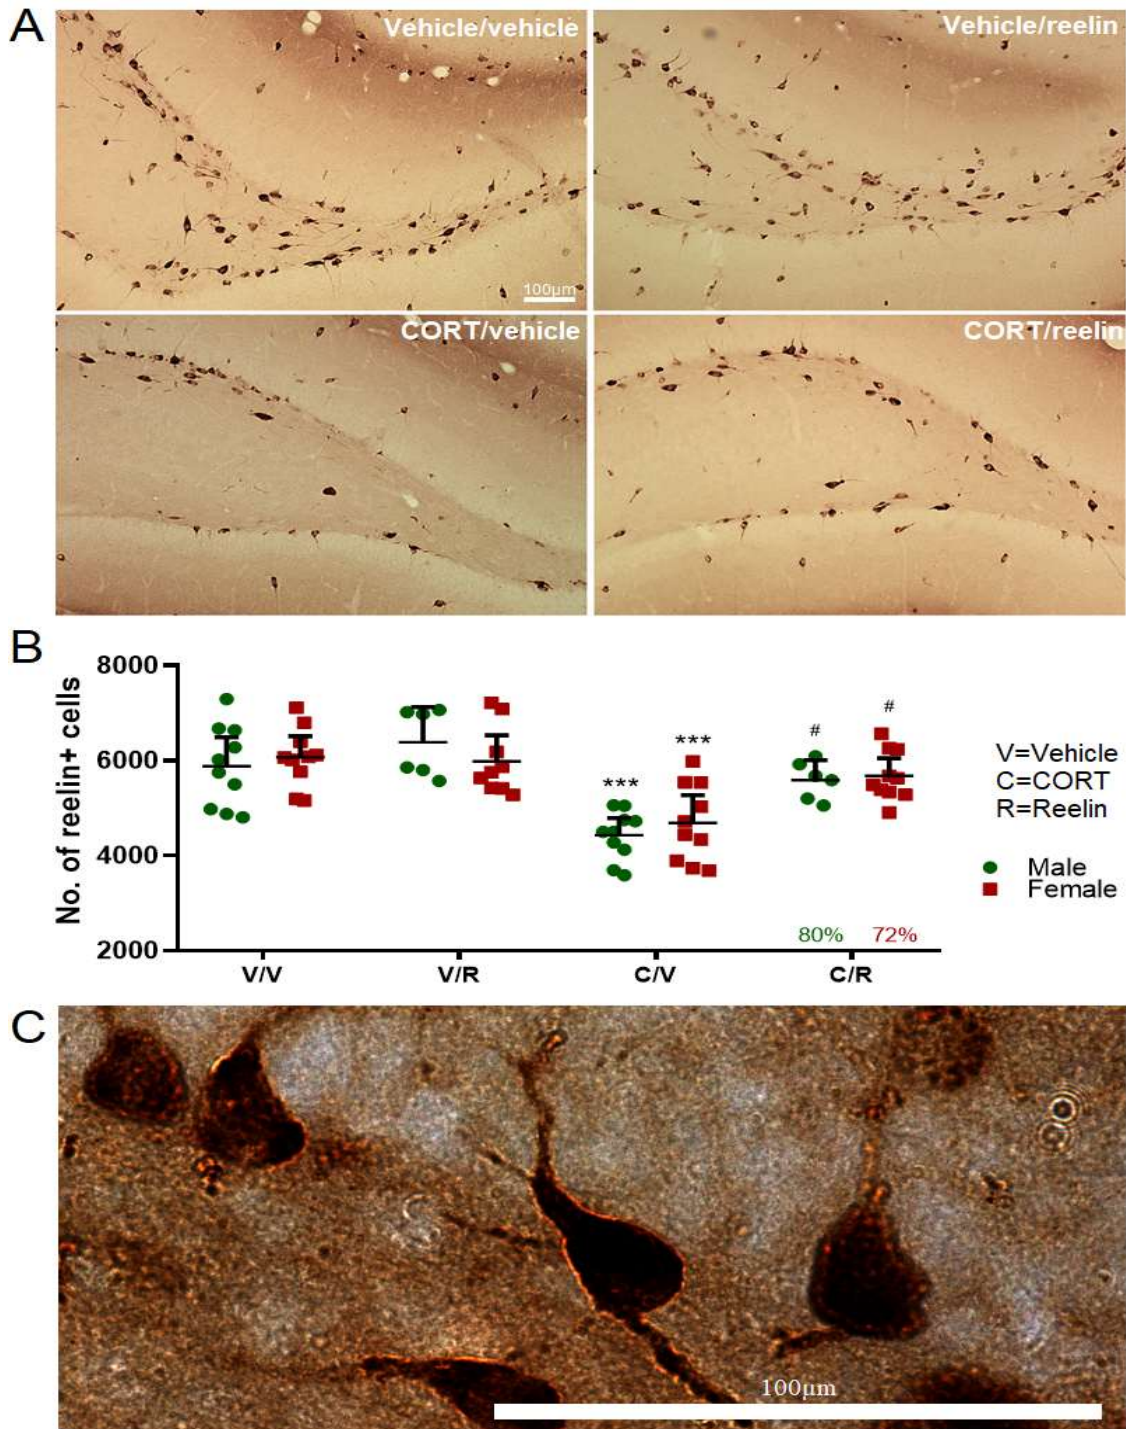 A
Vehicle/vehicle
Vehicle/reelin
100µm
CORT/vehicle
CORT/reelin
B
No. of reelin+ cells
8000
6000
4000
2000
***
***
#
#
80%
72%
V/V
V/R
C/V
C/R
V=Vehicle
C=CORT
R=Reelin
Male
Female
C
100µm